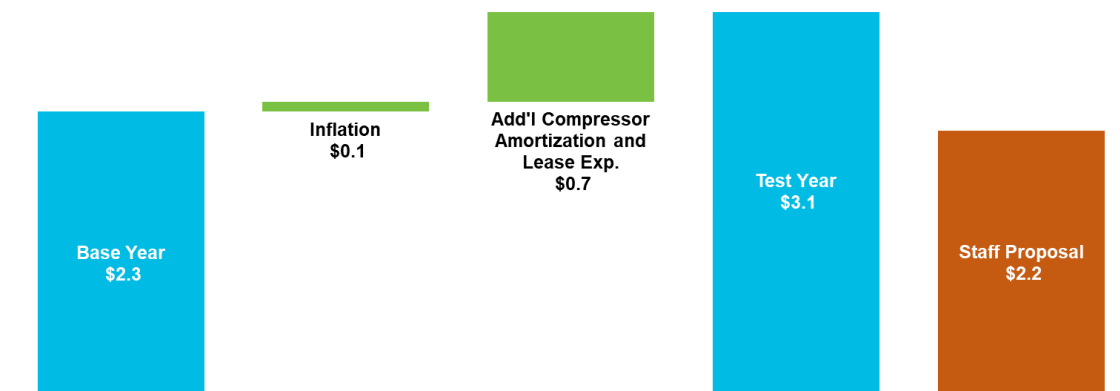 Base Year
$2.3
Inflation
$0.1
Add'l Compressor
Amortization and
Lease Exp.
$0.7
Test Year
$3.1
Staff Proposal
$2.2